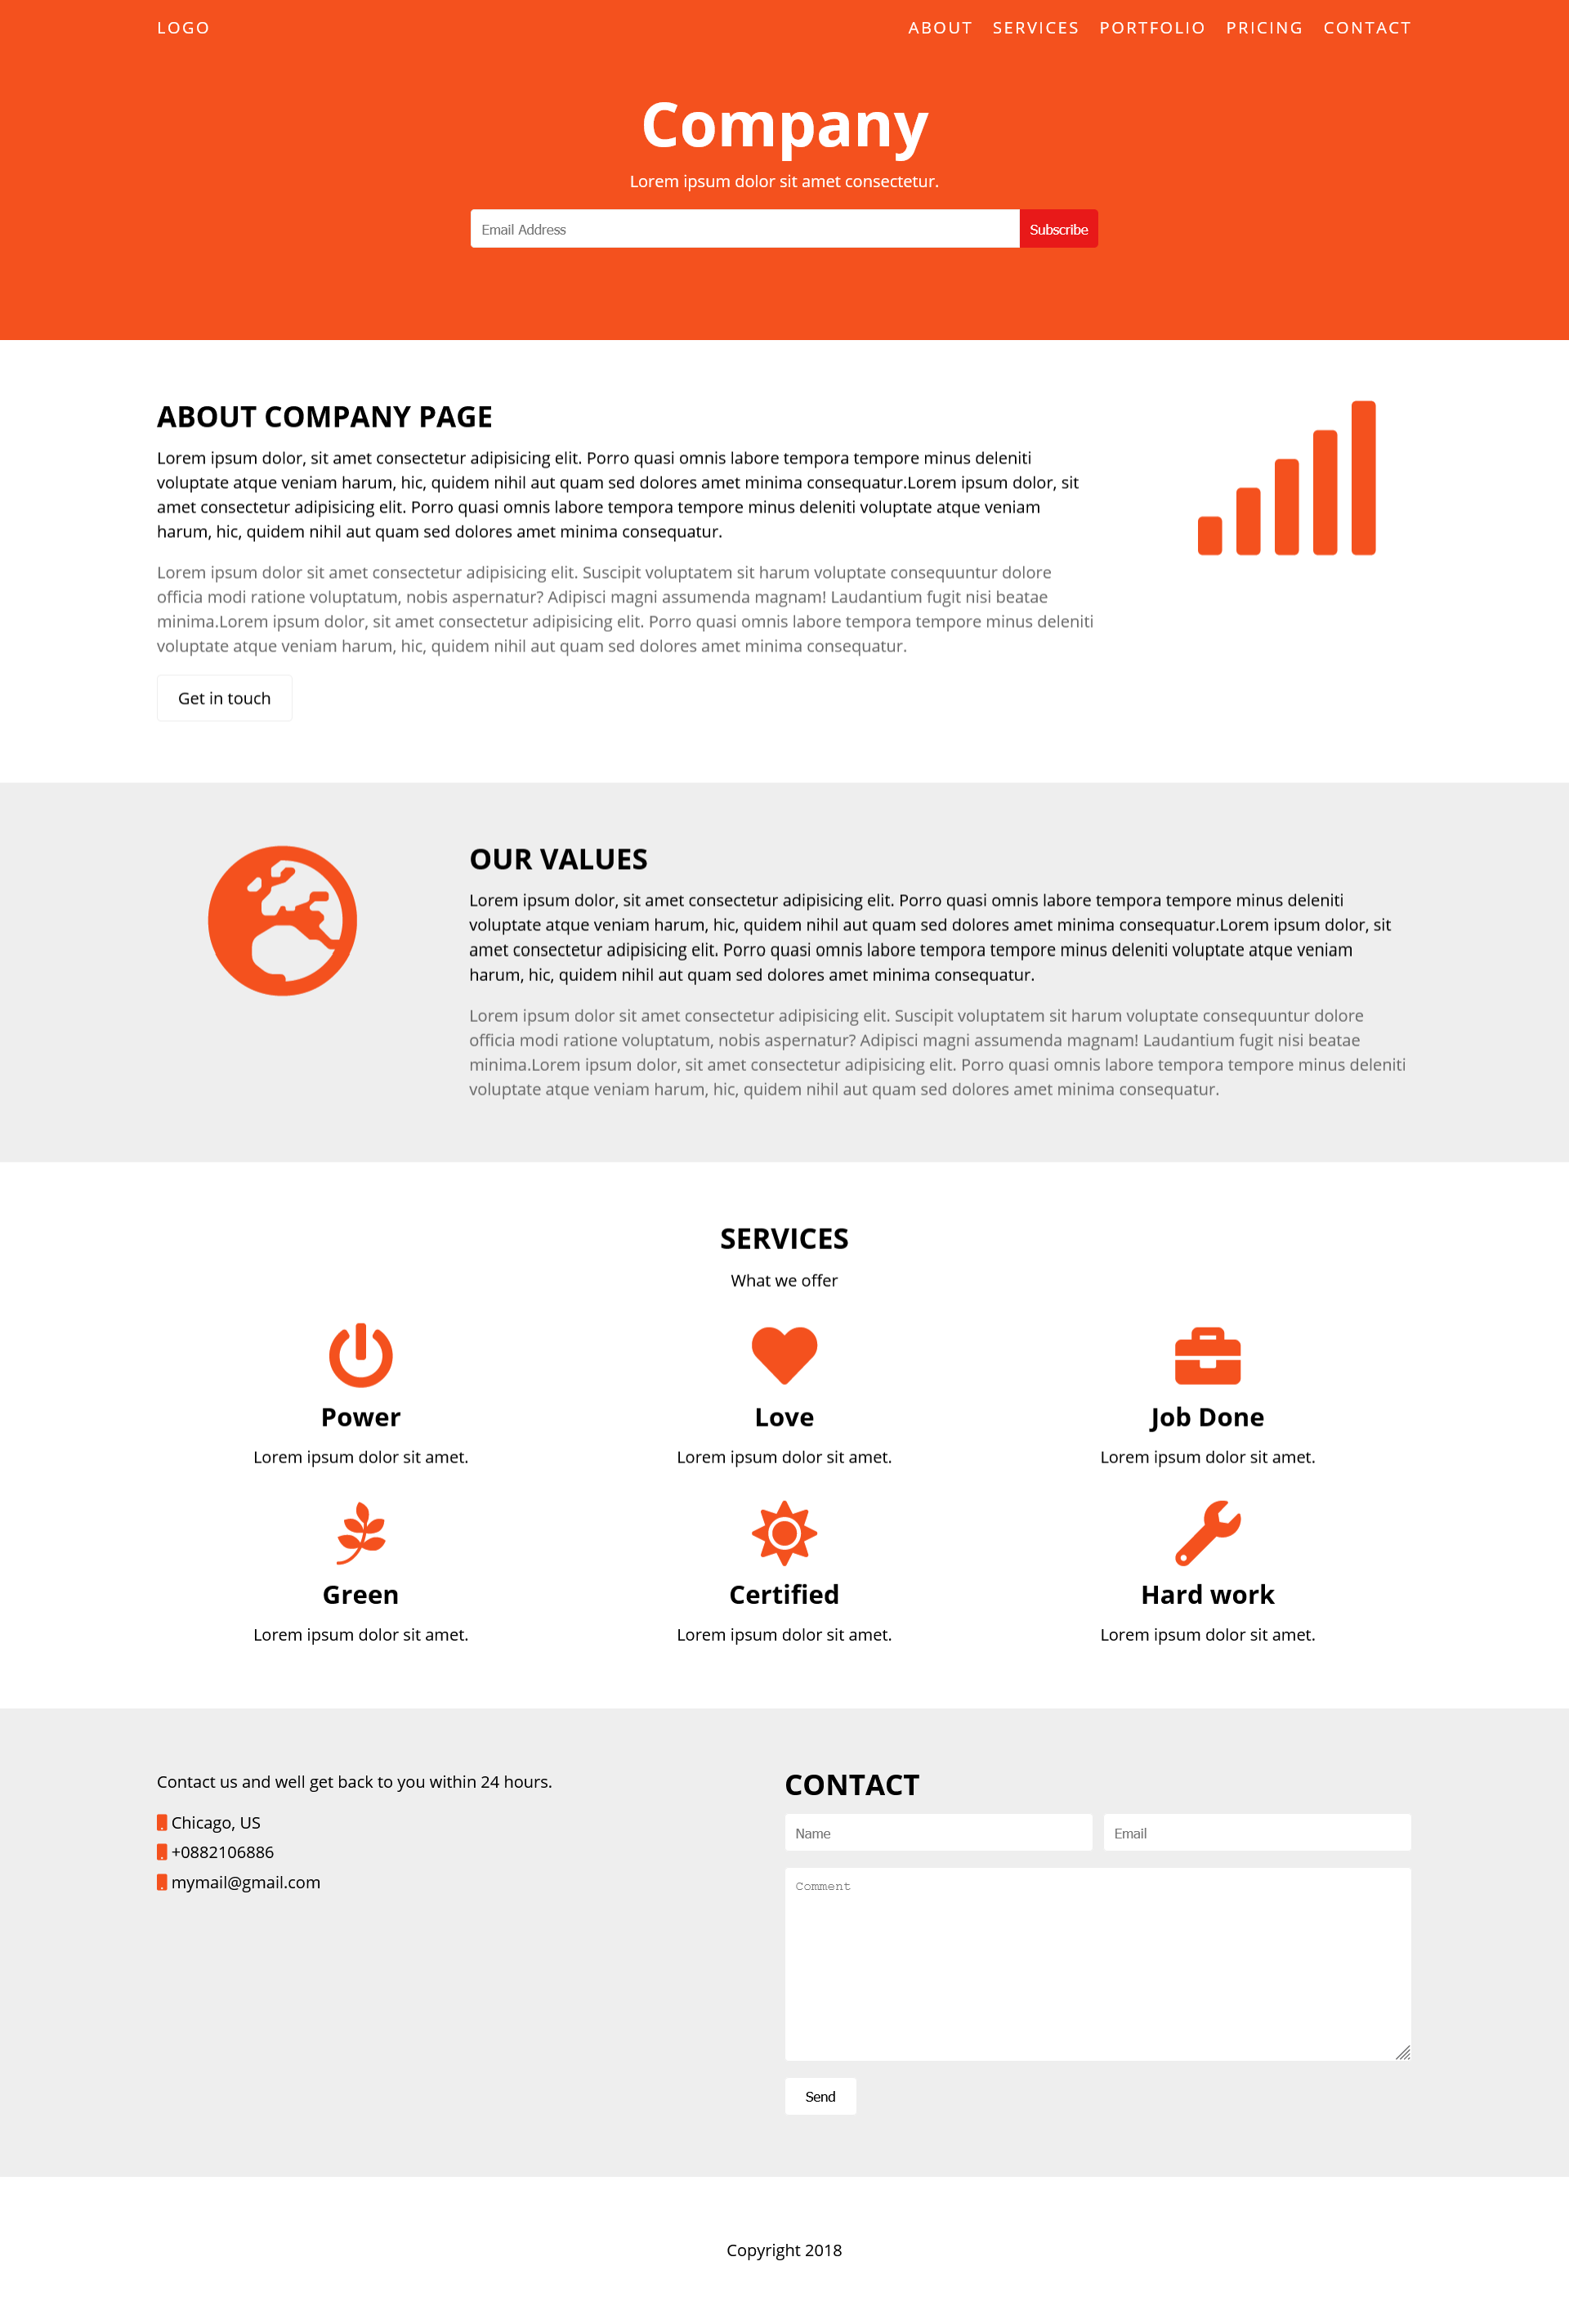 LOGO ABOUT SERVICES PORTFOLIO PRICING CONTACT
Company
Lorem ipsum dolor sit amet consectetur.
Email Address Subscribe
ABOUT COMPANY PAGE
Lorem ipsum dolor, sit amet consectetur adipisicing elit. Porro quasi omnis labore tempora tempore minus deleniti
voluptate atque veniam harum, hic, quidem nihil aut quam sed dolores amet minima consequatur.Lorem ipsum dolor, sit
amet consectetur adipisicing elit. Porro quasi omnis labore tempora tempore minus deleniti voluptate atque veniam
harum, hic, quidem nihil aut quam sed dolores amet minima consequatur.
Lorem ipsum dolor sit amet consectetur adipisicing elit. Suscipit voluptatem sit harum voluptate consequuntur dolore
officia modi ratione voluptatum, nobis aspernatur? Adipisci magni assumenda magnam! Laudantium fugit nisi beatae
minima.Lorem ipsum dolor, sit amet consectetur adipisicing elit. Porro quasi omnis labore tempora tempore minus deleniti
voluptate atque veniam harum, hic, quidem nihil aut quam sed dolores amet minima consequatur.
Get in touch
OUR VALUES
Lorem ipsum dolor, sit amet consectetur adipisicing elit. Porro quasi omnis labore tempora tempore minus deleniti
voluptate atque veniam harum, hic, quidem nihil aut quam sed dolores amet minima consequatur.Lorem ipsum dolor, sit
amet consectetur adipisicing elit. Porro quasi omnis labore tempora tempore minus deleniti voluptate atque veniam
harum, hic, quidem nihil aut quam sed dolores amet minima consequatur.
Lorem ipsum dolor sit amet consectetur adipisicing elit. Suscipit voluptatem sit harum voluptate consequuntur dolore
officia modi ratione voluptatum, nobis aspernatur? Adipisci magni assumenda magnam! Laudantium fugit nisi beatae
minima.Lorem ipsum dolor, sit amet consectetur adipisicing elit. Porro quasi omnis labore tempora tempore minus deleniti
voluptate atque veniam harum, hic, quidem nihil aut quam sed dolores amet minima consequatur.
SERVICES
What we offer
Power
Lorem ipsum dolor sit amet.
Love
Lorem ipsum dolor sit amet.
Job Done
Lorem ipsum dolor sit amet.
Green
Lorem ipsum dolor sit amet.
Certified
Lorem ipsum dolor sit amet.
Hard work
Lorem ipsum dolor sit amet.
Contact us and well get back to you within 24 hours.
Chicago, US
+0882106886
mymail@gmail.com
CONTACT
Name Email
Comment
Send
Copyright 2018